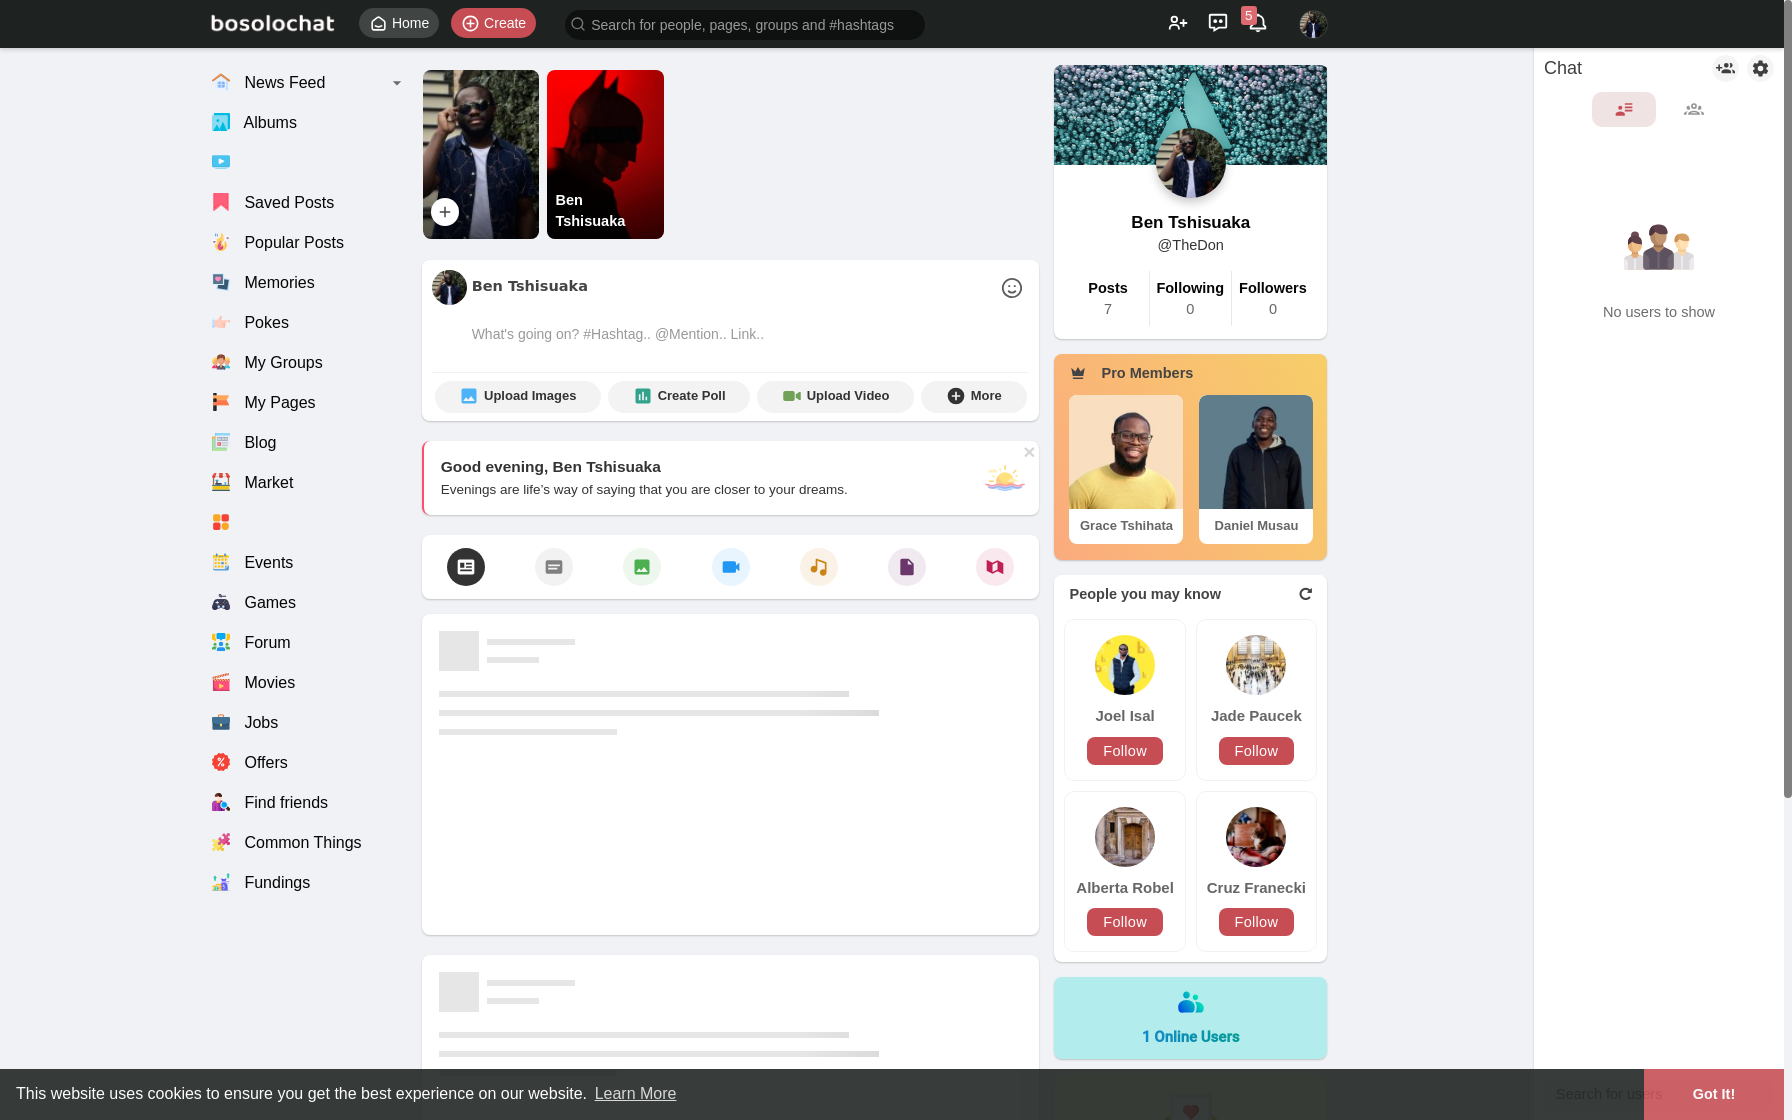 bosolochat
Home
Create
Search for people, pages, groups and #hashtags
5
News Feed
Albums
Saved Posts
Popular Posts
Memories
Pokes
My Groups
My Pages
Blog
Market
Events
Games
Forum
Movies
Jobs
Offers
Find friends
Common Things
Fundings
Ben
Tshisuaka
Ben Tshisuaka
What's going on? #Hashtag.. @Mention.. Link..
Upload Images
Create Poll
Upload Video
More
Good evening, Ben Tshisuaka
Evenings are life’s way of saying that you are closer to your dreams.
Ben Tshisuaka
@TheDon
Posts
Following
Followers
7
0
0
Pro Members
Grace Tshihata
Daniel Musau
People you may know
Joel Isal
Jade Paucek
Follow
Follow
Alberta Robel
Cruz Franecki
Follow
Follow
1 Online Users
Chat
No users to show
Search for users
This website uses cookies to ensure you get the best experience on our website. Learn More
Got It!